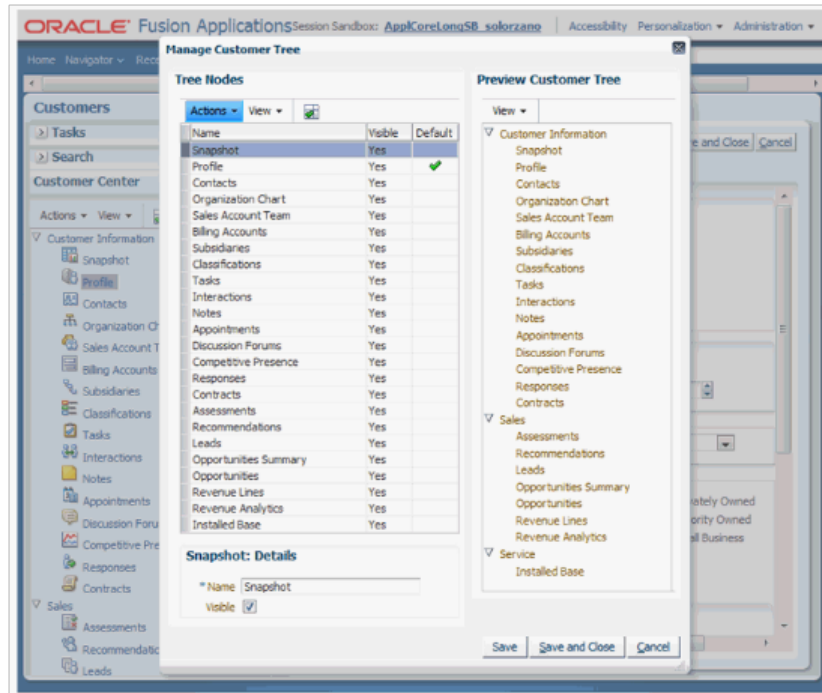 ORACLE Fusion Applications Session Sandbox: ApplCoreLongSB_solorzano Accessibility Personalization Administration
Home Navigator
Manage Customer Tree
Customers
Tasks
Search
Customer Center
Actions View
Customer Information
Snapshot
Profile
Contacts
Organization
Sales Account
Billing Accounts
Subsidiaries
Classifications
Tasks
Interactions
Notes
Appointments
Discussion
Competitive
Responses
Contracts
Sales
Assessments
Leads
Tree Nodes
Actions View
Name Visible Default
Snapshot Yes
Profile Yes
Contacts Yes
Organization Chart Yes
Sales Account Team Yes
Billing Accounts Yes
Subsidiaries Yes
Classifications Yes
Tasks Yes
Interactions Yes
Notes Yes
Appointments Yes
Discussion Forums Yes
Competitive Presence Yes
Responses Yes
Contracts Yes
Assessments Yes
Recommendations Yes
Leads Yes
Opportunities Summary Yes
Opportunities Yes
Revenue Lines Yes
Revenue Analytics Yes
Installed Base Yes
Snapshot: Details
* Name Snapshot
Visible
Preview Customer Tree
View
Customer Information
Snapshot
Profile
Contacts
Organization Chart
Sales Account Team
Billing Accounts
Subsidiaries
Classifications
Tasks
Interactions
Notes
Appointments
Discussion Forums
Competitive Presence
Responses
Contracts
Sales
Assessments
Recommendations
Leads
Opportunities Summary
Opportunities
Revenue Lines
Revenue Analytics
Service
Installed Base
Save Save and Close Cancel
and Close Cancel
Owned
Owned
Business